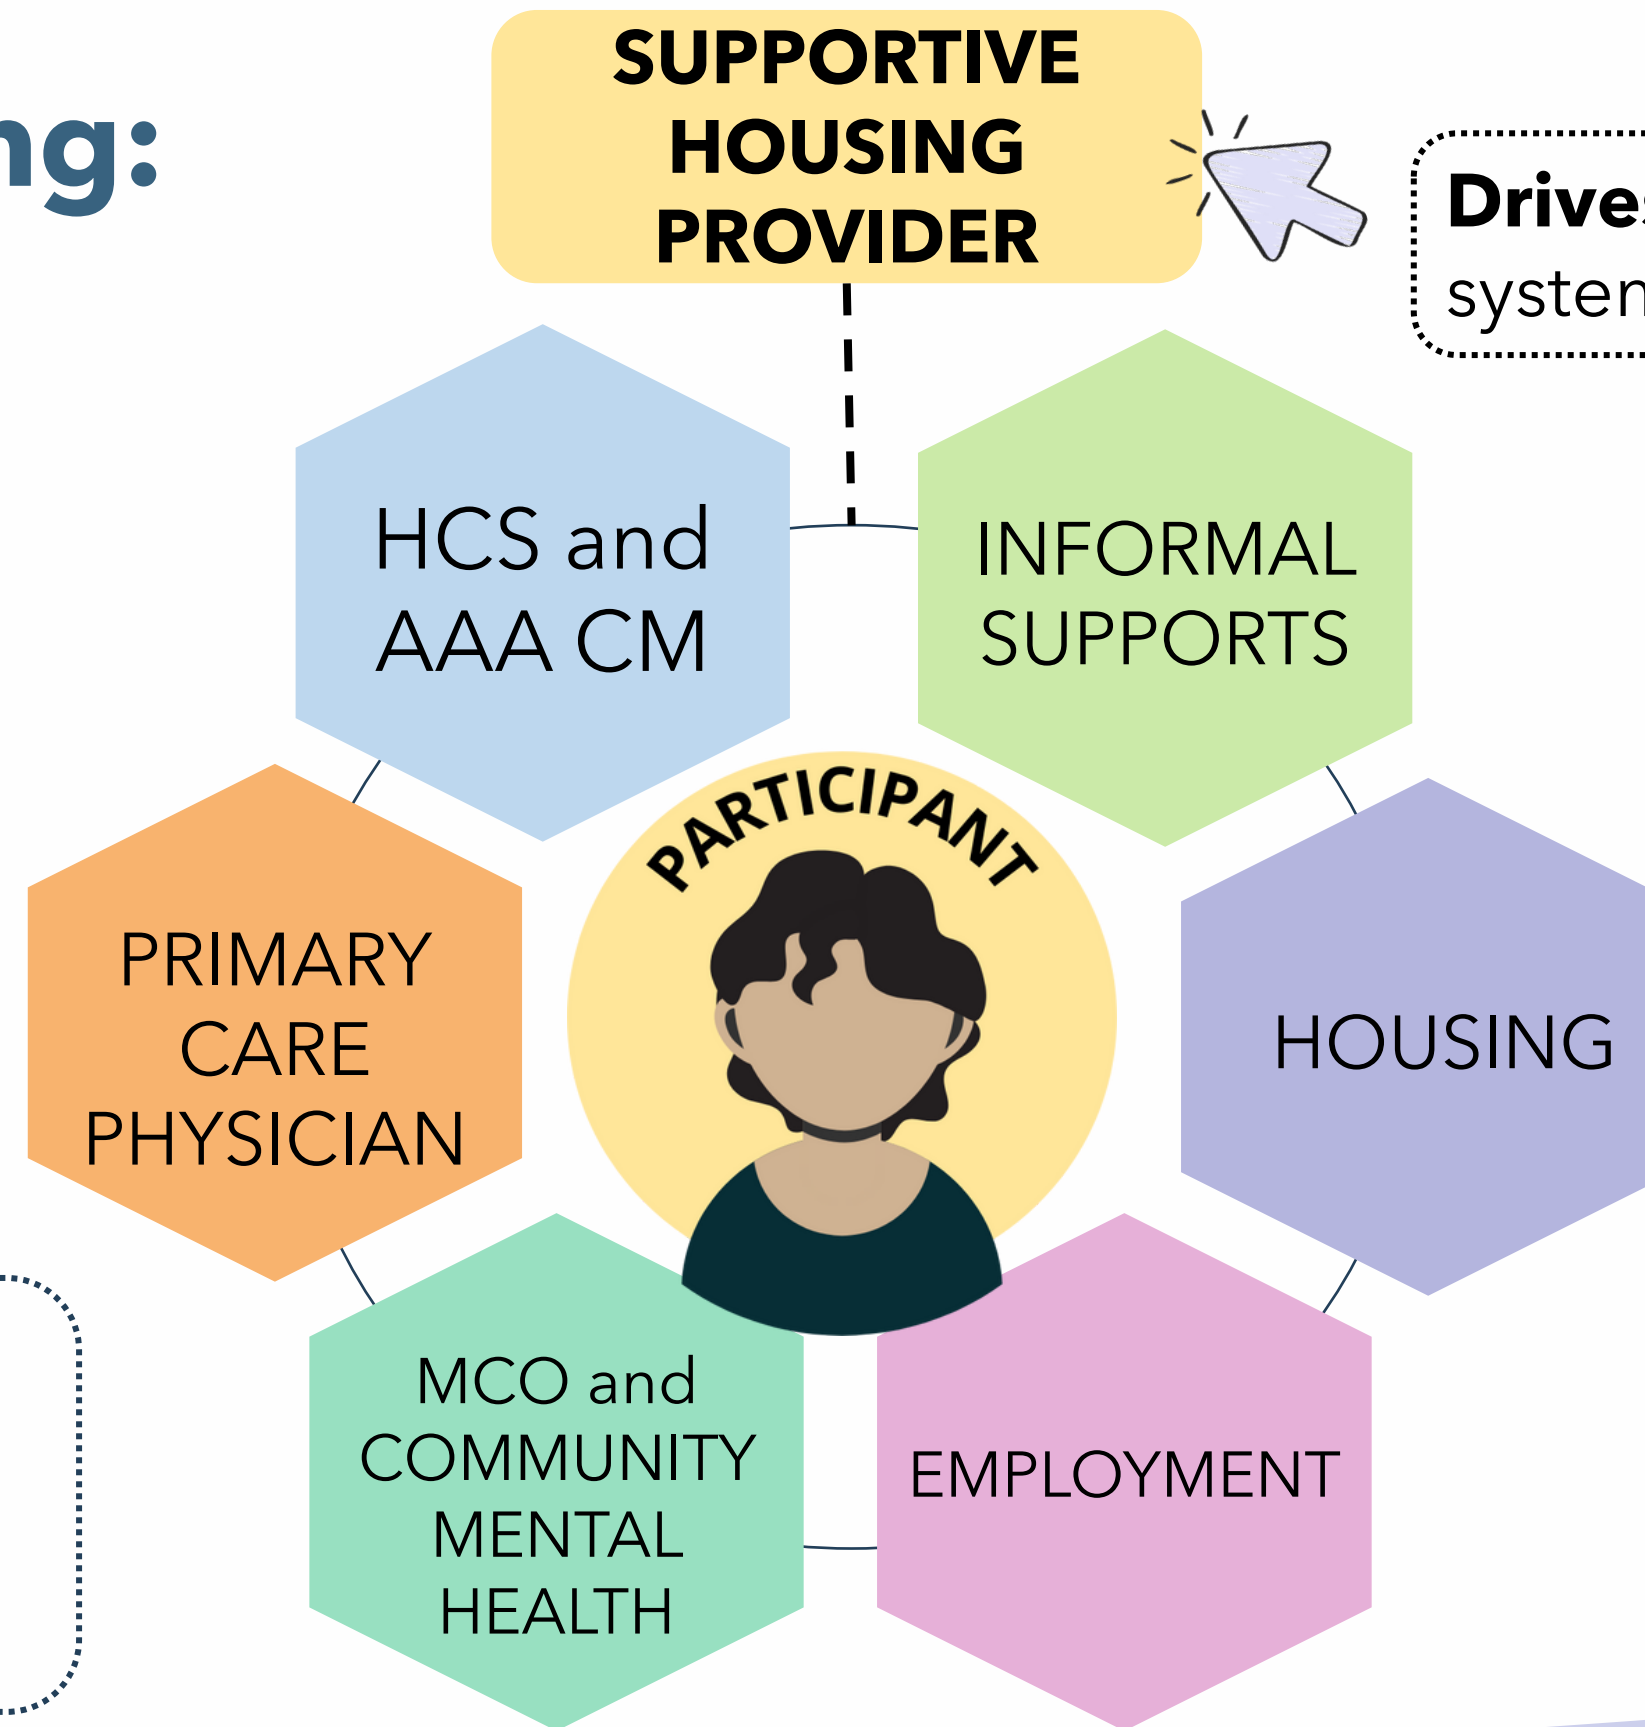 SUPPORTIVE
HOUSING
PROVIDER
HCS and
AAA CM
INFORMAL
SUPPORTS
PARTICIPANT
PRIMARY
CARE
PHYSICIAN
HOUSING
MCO and
COMMUNITY
MENTAL
HEALTH
EMPLOYMENT